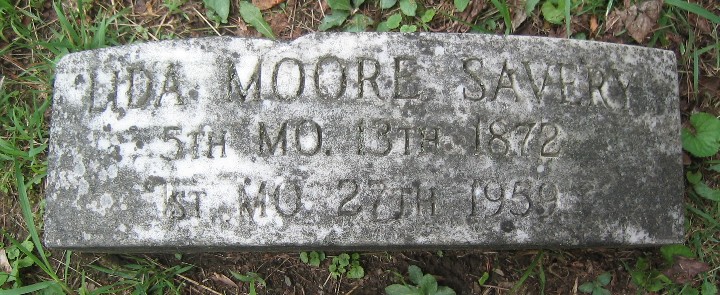 LIDA MOORE SAVERY
5TH MO. 13TH 1872
1ST MO. 27TH 1959